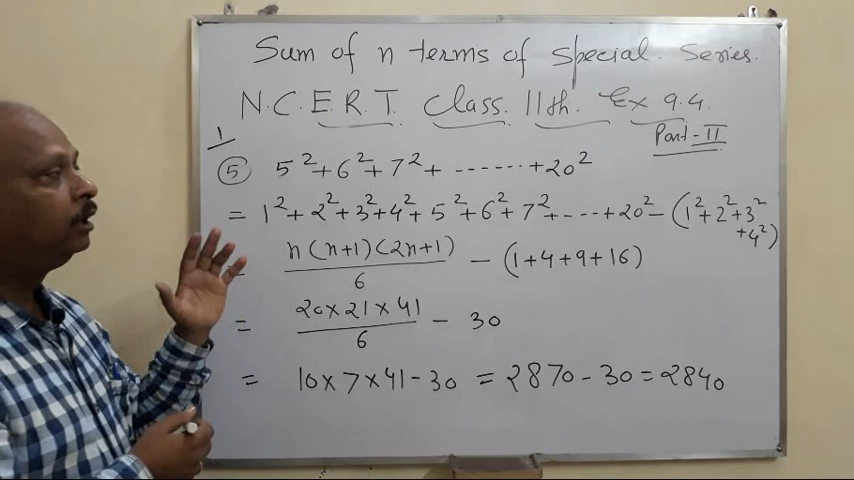 Sum of n terms of special. Series.
N.C.E.R.T. Class. 11th. Ex 9.4.
Part-II
1
⑤ 5²+6²+7²+-------+20²
= 1²+2²+3²+4²+5²+6²+7²+----+20²-(1²+2²+3²+4²)
= n(n+1)(2n+1)/6 - (1+4+9+16)
= 20×21×41/6 - 30
= 10×7×41-30 = 2870-30=2840